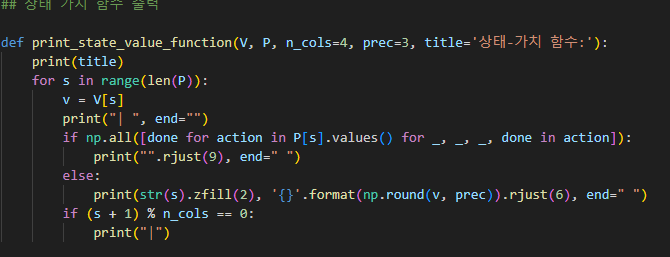 ## 상태 가치 함수 출력
def print_state_value_function(V, P, n_cols=4, prec=3, title='상태-가치 함수:'):
    print(title)
    for s in range(len(P)):
        v = V[s]
        print("| ", end="")
        if np.all([done for action in P[s].values() for _, _, _, done in action]):
            print("".rjust(9), end=" ")
        else:
            print(str(s).zfill(2), '{}'.format(np.round(v, prec)).rjust(6), end=" ")
        if (s + 1) % n_cols == 0:
            print("|")